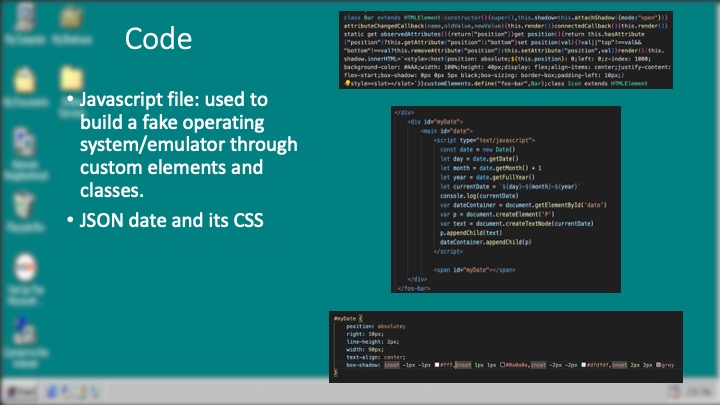 Code
• Javascript file: used to
build a fake operating
system/emulator through
custom elements and
classes.
• JSON date and its CSS
class Bar extends HTMLElement{constructor(){super(),this.shadow=this.attachShadow({mode:"open"})}
attributeChangedCallback(name,oldValue,newValue){this.render()}connectedCallback(){this.render()}
static get observedAttributes(){return["position"]}get position(){return this.hasAttribute
("position")?this.getAttribute("position"):"bottom"}set position(val){(val||"top"!==val&&
"bottom"!==val?this.removeAttribute("position"):this.setAttribute("position",val)}render(){this.
shadow.innerHTML=`<style>:host{position: absolute;${this.position}: 0;left: 0;z-index: 1000;
background-color: #AAA;width: 100%;height: 40px;display: flex;align-items: center;justify-content:
flex-start;box-shadow: 0px 0px 5px black;box-sizing: border-box;padding-left: 10px;}
/style><slot></slot>`}}customElements.define("fos-bar",Bar);class Icon extends HTMLElement
</div>
<div id="myDate">
<main id="date">
<script type="text/javascript">
const date = new Date()
let day = date.getDate()
let month = date.getMonth() + 1
let year = date.getFullYear()
let currentDate = `${day}-${month}-${year}`
console.log(currentDate)
var dateContainer = document.getElementById('date')
var p = document.createElement('P')
var text = document.createTextNode(currentDate)
p.appendChild(text)
dateContainer.appendChild(p)
</script>
<span id="myDate"></span>
</div>
</fos-bar>
#myDate {
position: absolute;
right: 10px;
line-height: 2px;
width: 90px;
text-align: center;
box-shadow: inset -1px -1px #fff,inset 1px 1px #0a0a0a,inset -2px -2px #dfdfdf,inset 2px 2px grey
}